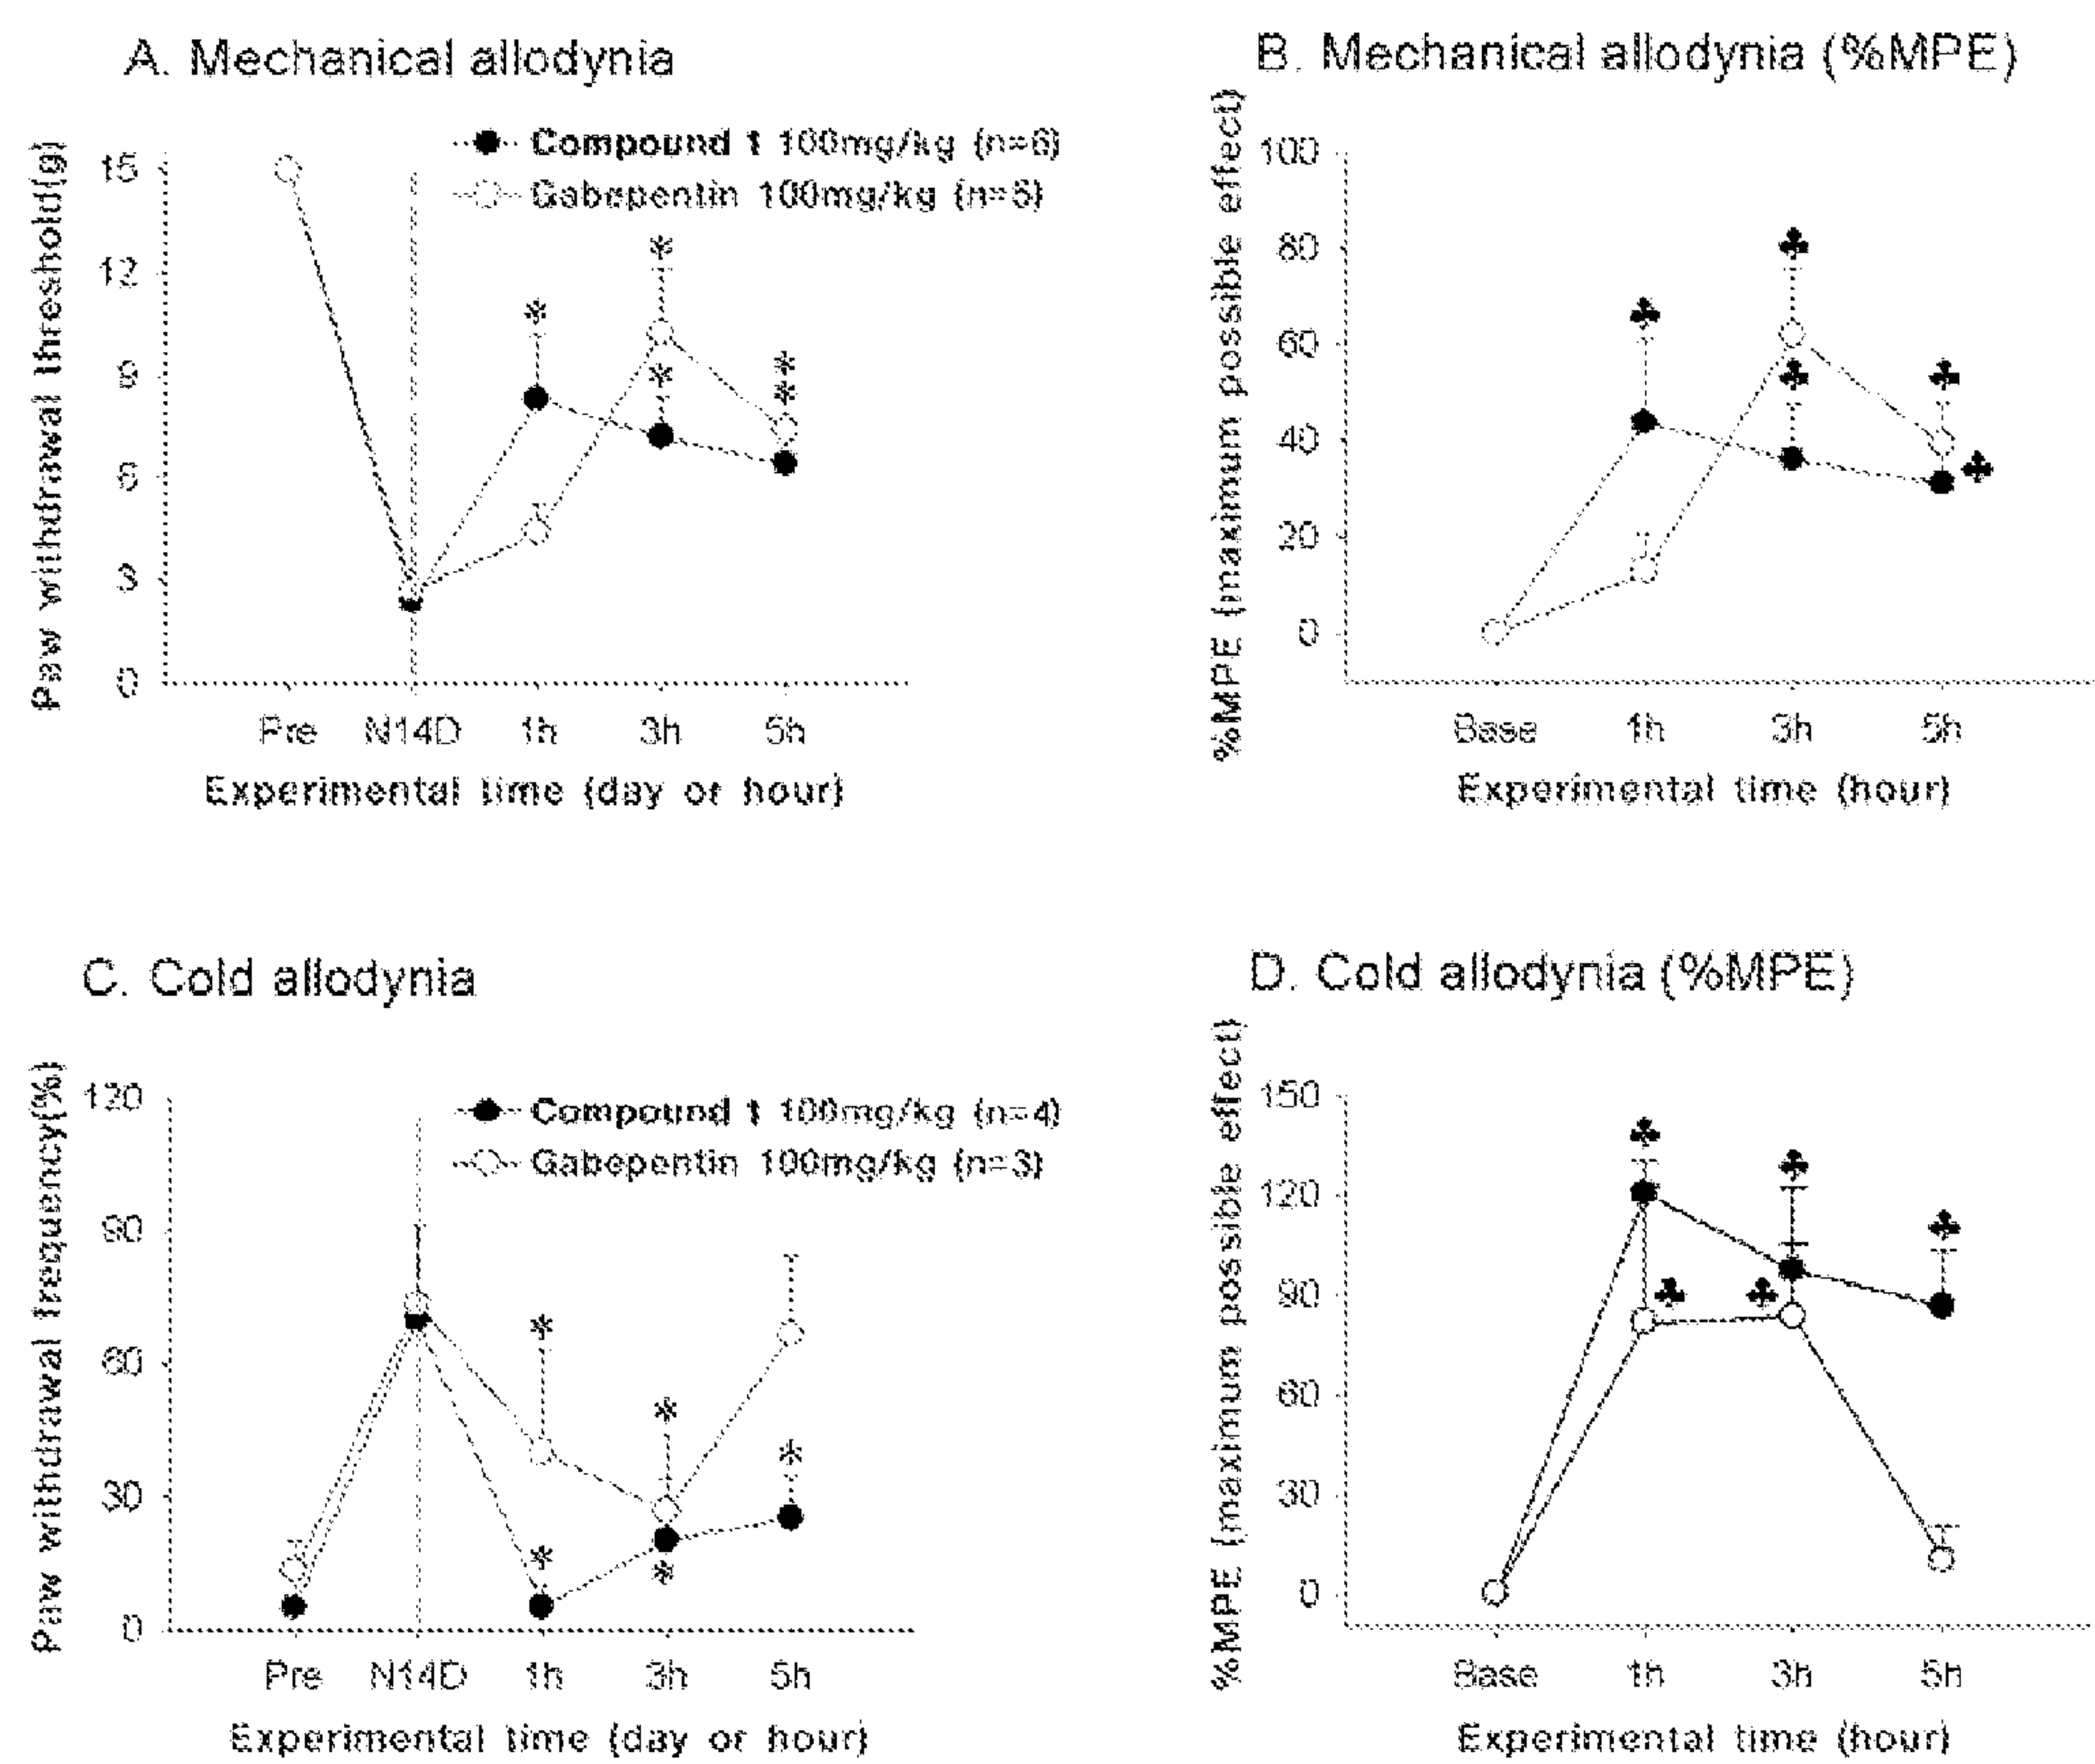 A. Mechanical allodynia
Paw withdrawal threshold(g)
Compound 1 100mg/kg (n=6)
Gabepentin 100mg/kg (n=5)
15
12
9
6
3
0
Pre N14D 1h 3h 5h
Experimental time (day or hour)
B. Mechanical allodynia (%MPE)
%MPE (maximum possible effect)
100
80
60
40
20
0
Base 1h 3h 5h
Experimental time (hour)
C. Cold allodynia
Paw withdrawal frequency(%)
Compound 1 100mg/kg (n=4)
Gabepentin 100mg/kg (n=3)
120
90
60
30
0
Pre N14D 1h 3h 5h
Experimental time (day or hour)
D. Cold allodynia (%MPE)
%MPE (maximum possible effect)
150
120
90
60
30
0
Base 1h 3h 5h
Experimental time (hour)